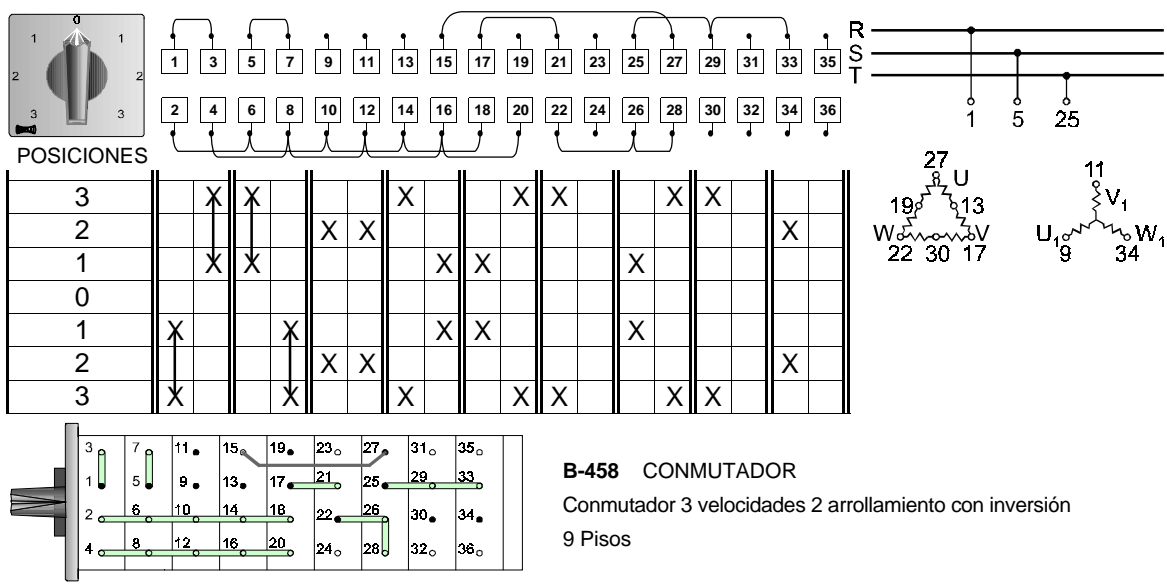 0
1 1
2 2
3 3
1 3 5 7 9 11 13 15 17 19 21 23 25 27 29 31 33 35
2 4 6 8 10 12 14 16 18 20 22 24 26 28 30 32 34 36
R
S
T
1 5 25
POSICIONES
3 X X X X X X X
2 X X X
1 X X X X X
0
1 X X X X X
2 X X X
3 X X X X X X X
27
U
19 13
W V
22 30 17
11
V1
U1 W1
9 34
3 7 11 15 19 23 27 31 35
1 5 9 13 17 21 25 29 33
2 6 10 14 18 22 26 30 34
4 8 12 16 20 24 28 32 36
B-458 CONMUTADOR
Conmutador 3 velocidades 2 arrollamiento con inversión
9 Pisos